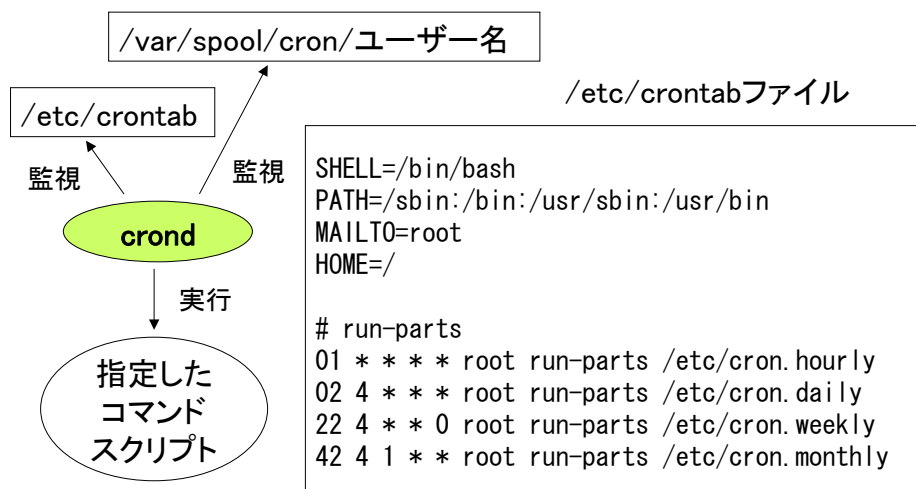 /var/spool/cron/ユーザー名
/etc/crontab
監視
監視
crond
実行
指定した
コマンド
スクリプト
/etc/crontabファイル
SHELL=/bin/bash
PATH=/sbin:/bin:/usr/sbin:/usr/bin
MAILTO=root
HOME=/
# run-parts
01 * * * * root run-parts /etc/cron.hourly
02 4 * * * root run-parts /etc/cron.daily
22 4 * * 0 root run-parts /etc/cron.weekly
42 4 1 * * root run-parts /etc/cron.monthly